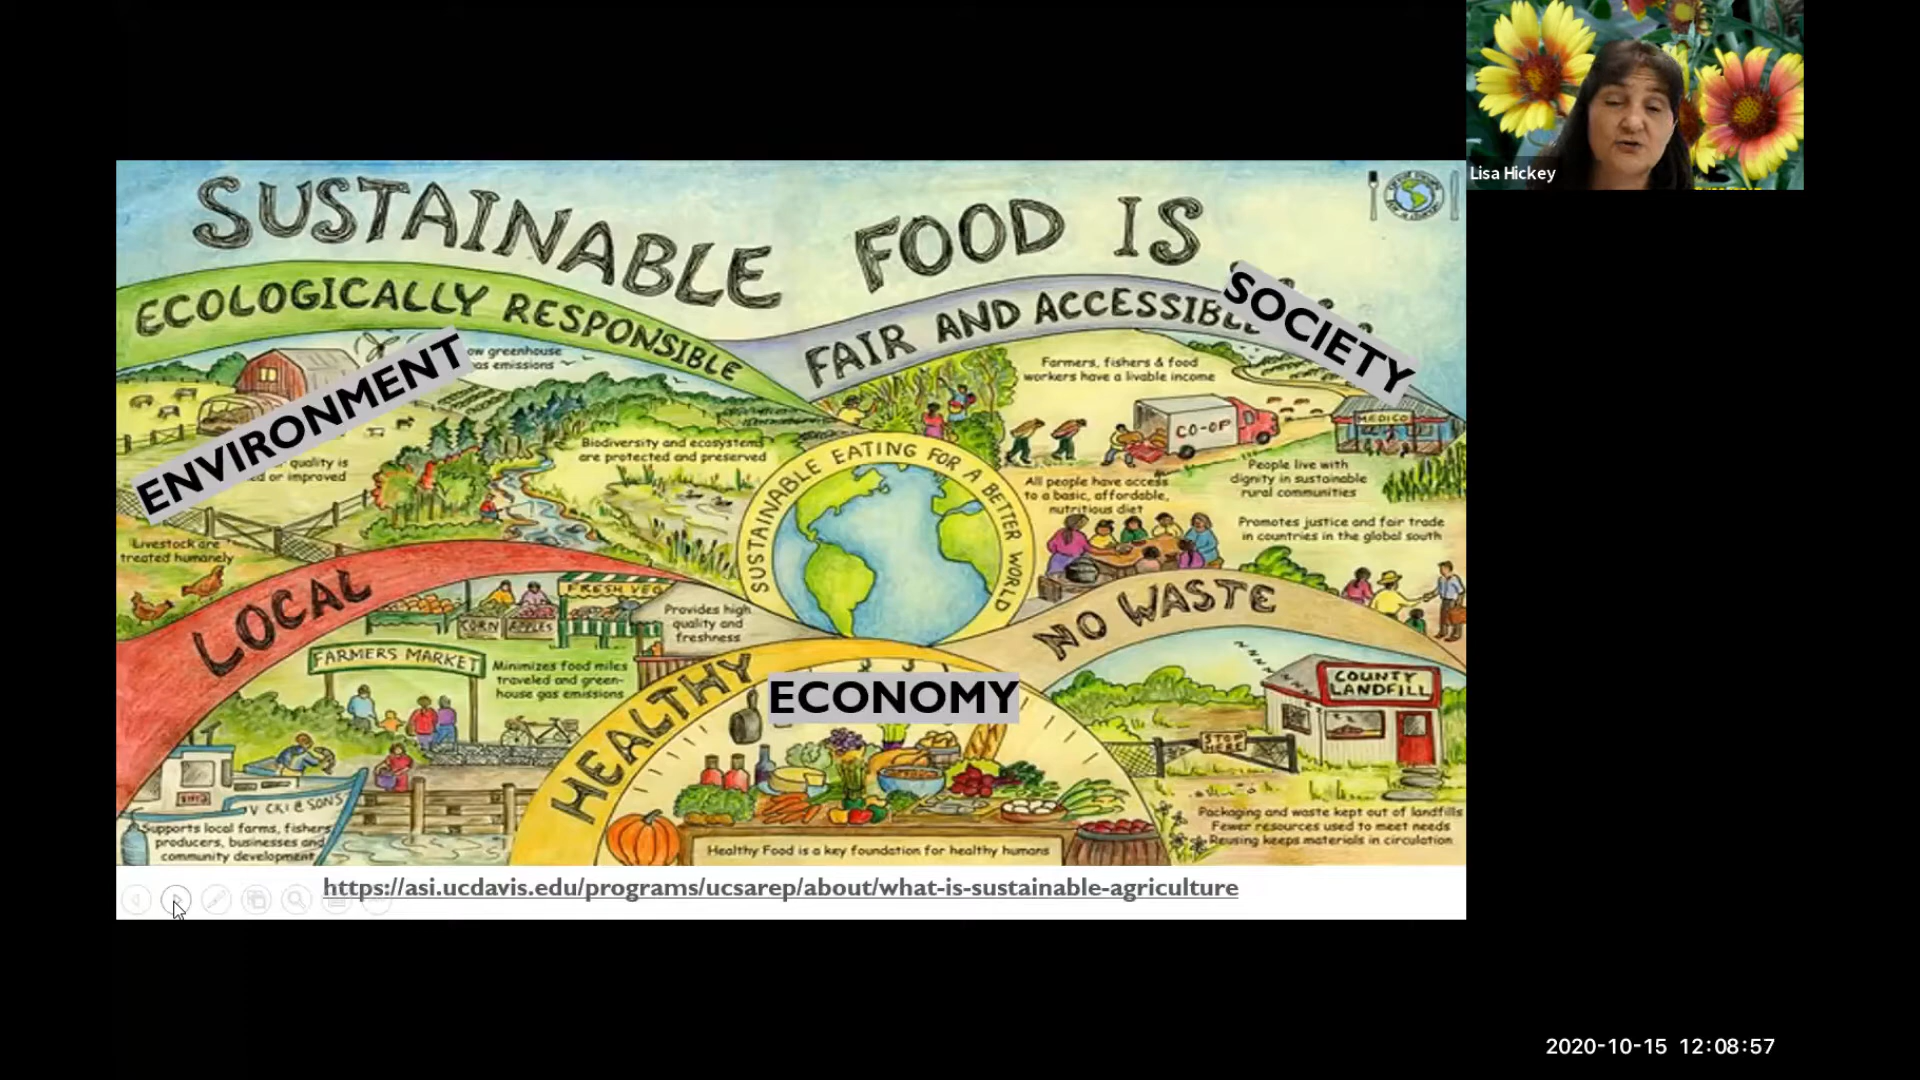 Lisa Hickey
SUSTAINABLE FOOD IS
ECOLOGICALLY RESPONSIBLE
ENVIRONMENT
greenhouse
emissions
quality is
or improved
Biodiversity and ecosystems
are protected and preserved
Livestock are
treated humanely
FAIR AND ACCESSIBLE
SOCIETY
Farmers, fishers & food
workers have a livable income
CO-OP
MEDICO
People live with
dignity in sustainable
rural communities
All people have access
to a basic, affordable,
nutritious diet
Promotes justice and fair trade
in countries in the global south
SUSTAINABLE EATING FOR A BETTER WORLD
LOCAL
FRESH VEG
CORN APPLES
Provides high
quality and
freshness
FARMERS MARKET
Minimizes food miles
traveled and green-
house gas emissions
& SONS
Supports local farms, fishers,
producers, businesses and
community development
HEALTHY
ECONOMY
Healthy Food is a key foundation for healthy humans
NO WASTE
COUNTY
LANDFILL
STOP
HERE
Packaging and waste kept out of landfills
Fewer resources used to meet needs
Reusing keeps materials in circulation
https://asi.ucdavis.edu/programs/ucsarep/about/what-is-sustainable-agriculture
2020-10-15 12:08:57